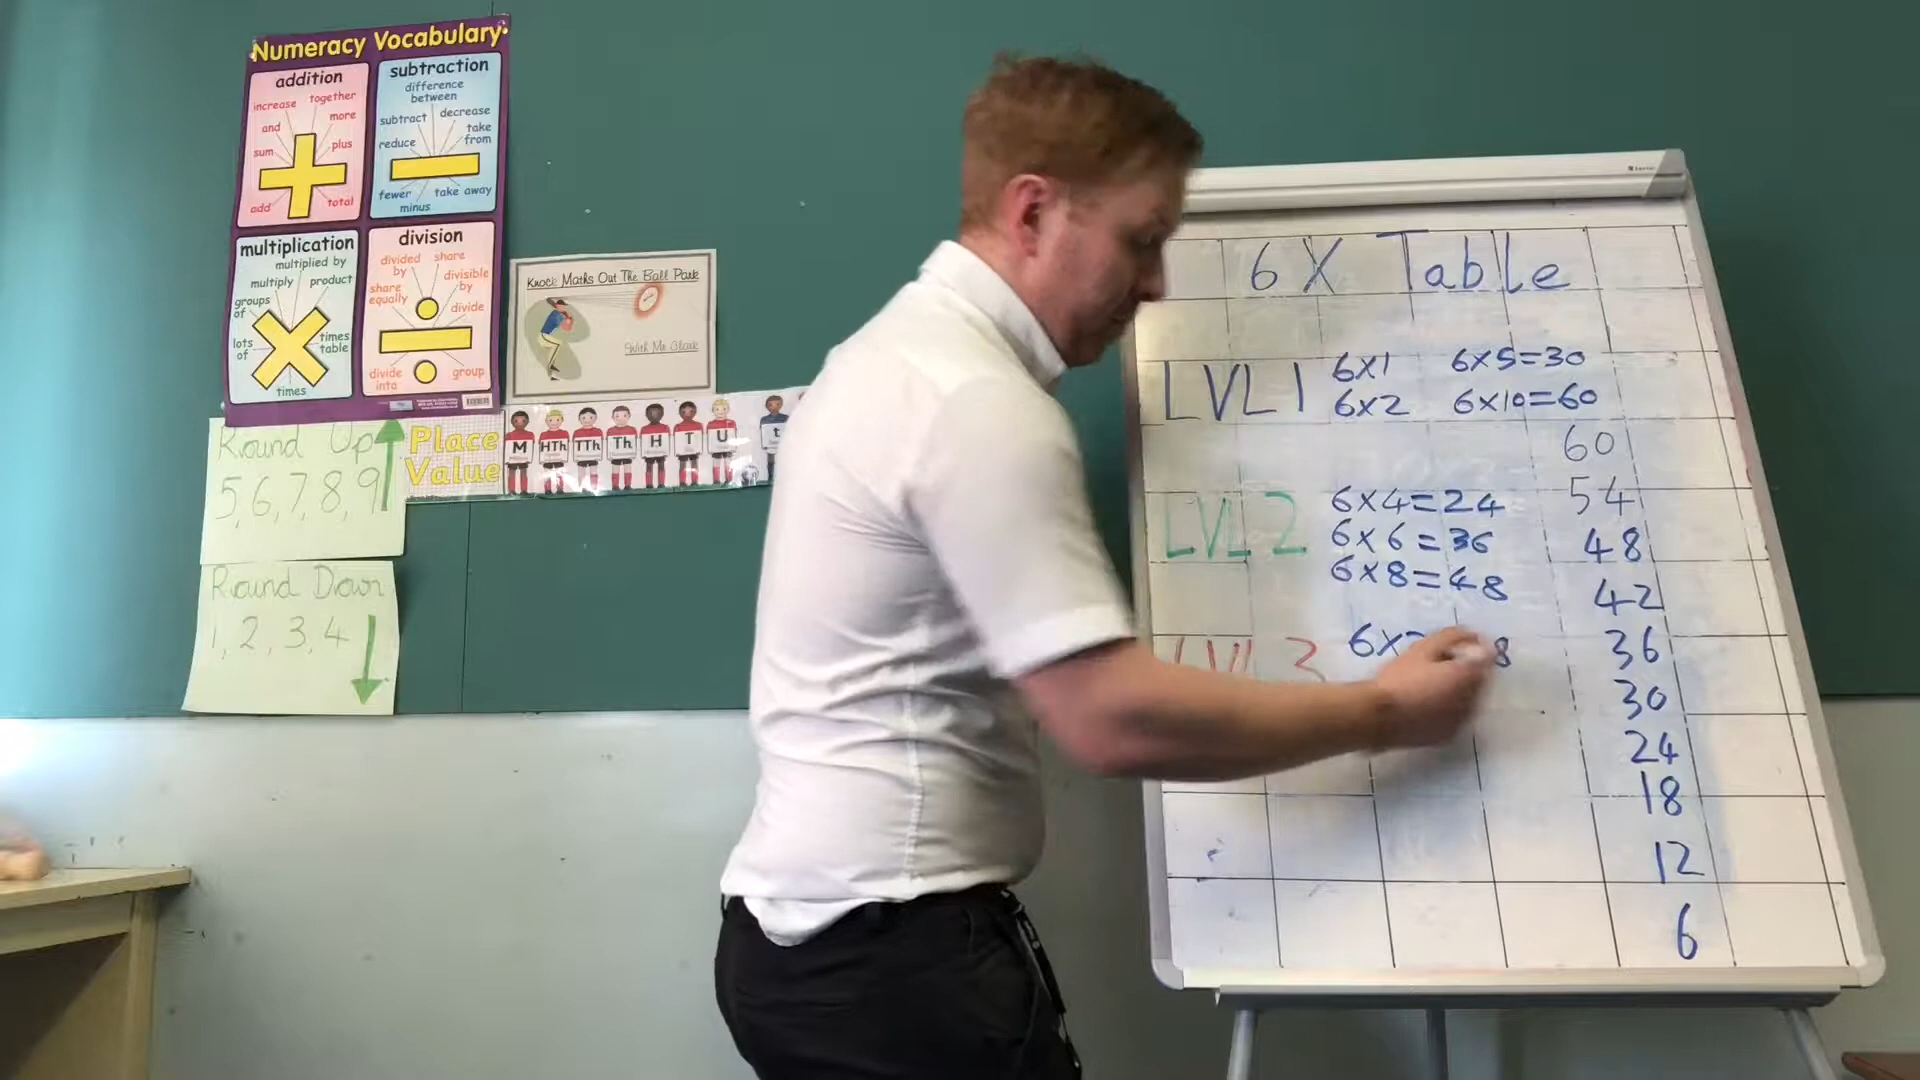 Numeracy Vocabulary
addition
increase
together
and
more
sum
plus
add
total
subtraction
difference
between
subtract
decrease
reduce
take
from
fewer
take away
minus
multiplication
multiplied by
multiply
product
groups
of
lots
of
times
table
times
division
divided
by
share
share
equally
divisible
by
divide
divide
into
group
Knock Maths Out The Ball Park
With Mr Clark
Round Up
5, 6, 7, 8, 9
Round Down
1, 2, 3, 4
Place
Value
M HTh TTh Th H T U t
6 X Table
LVL 1
6x1 6x5=30
6x2 6x10=60
LVL 2
6x4=24
6x6=36
6x8=48
LVL 3
6x
8
60
54
48
42
36
30
24
18
12
6